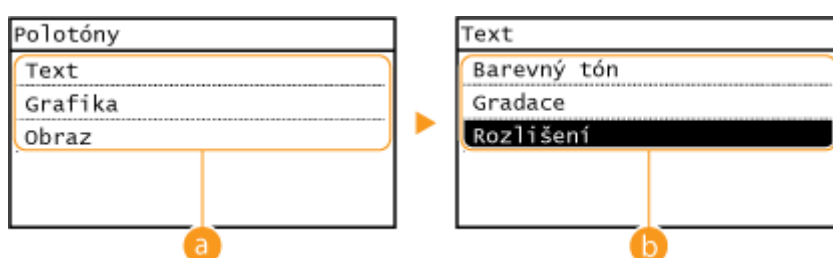 Polotóny
Text
Grafika
Obraz
a
Text
Barevný tón
Gradace
Rozlišení
b